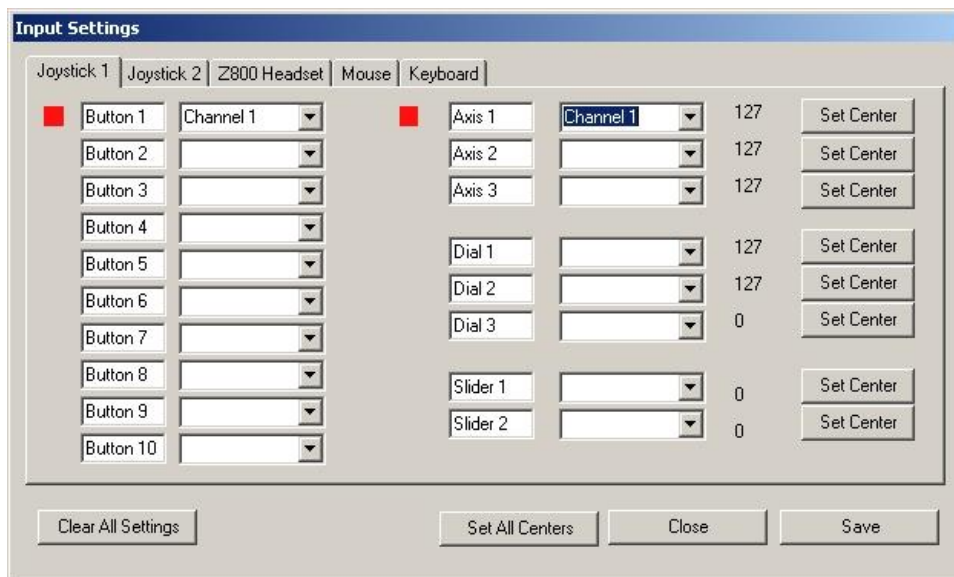 Input Settings
Joystick 1 Joystick 2 Z800 Headset Mouse Keyboard
Button 1 Channel 1 Axis 1 Channel 1 127 Set Center
Button 2 Axis 2 127 Set Center
Button 3 Axis 3 127 Set Center
Button 4
Button 5 Dial 1 127 Set Center
Button 6 Dial 2 127 Set Center
Button 7 Dial 3 0 Set Center
Button 8 Slider 1 0 Set Center
Button 9 Slider 2 0 Set Center
Button 10
Clear All Settings Set All Centers Close Save